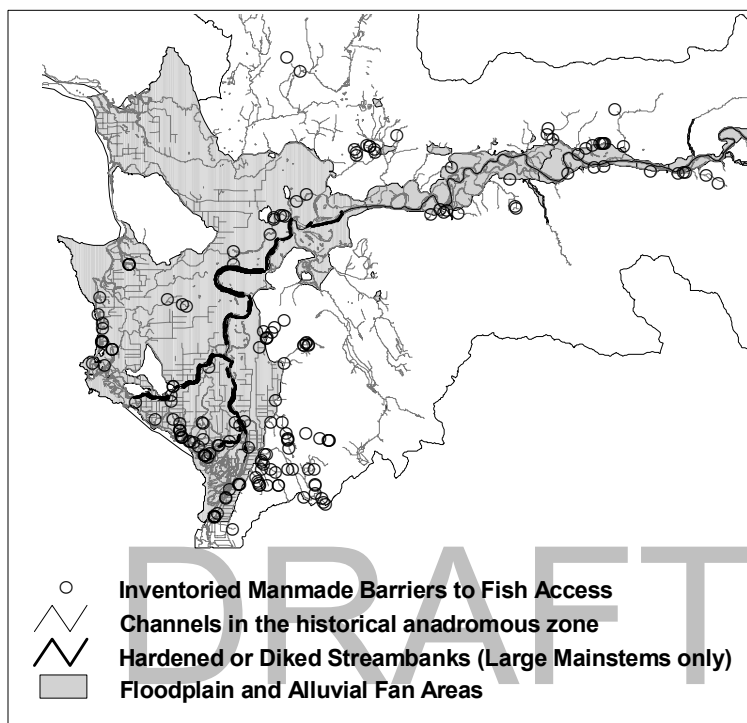 DRAFT
Inventoried Manmade Barriers to Fish Access
Channels in the historical anadromous zone
Hardened or Diked Streambanks (Large Mainstems only)
Floodplain and Alluvial Fan Areas